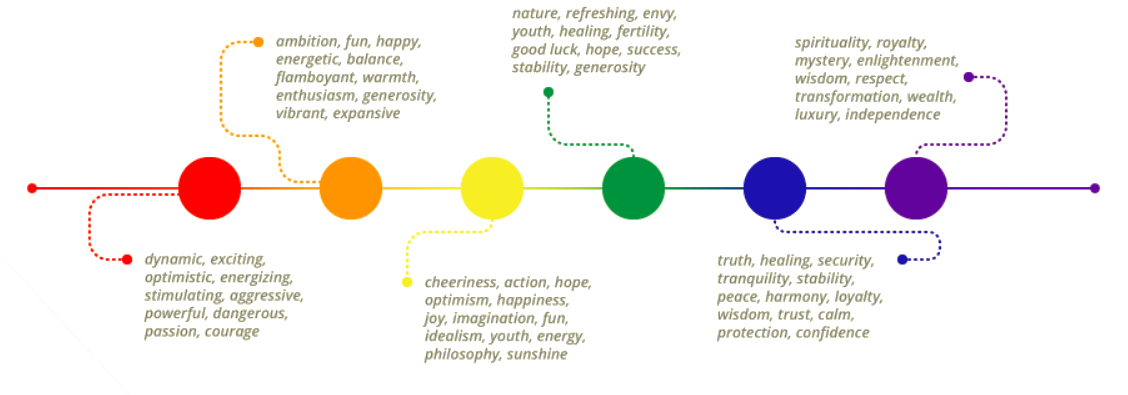 dynamic, exciting,
optimistic, energizing,
stimulating, aggressive,
powerful, dangerous,
passion, courage
ambition, fun, happy,
energetic, balance,
flamboyant, warmth,
enthusiasm, generosity,
vibrant, expansive
cheeriness, action, hope,
optimism, happiness,
joy, imagination, fun,
idealism, youth, energy,
philosophy, sunshine
nature, refreshing, envy,
youth, healing, fertility,
good luck, hope, success,
stability, generosity
truth, healing, security,
tranquility, stability,
peace, harmony, loyalty,
wisdom, trust, calm,
protection, confidence
spirituality, royalty,
mystery, enlightenment,
wisdom, respect,
transformation, wealth,
luxury, independence